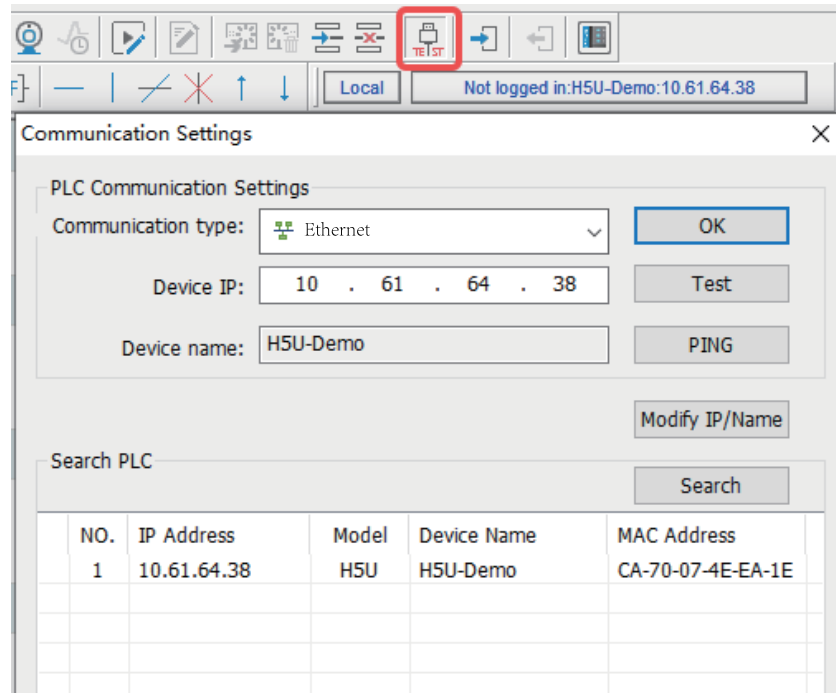 TEST
Local
Not logged in:H5U-Demo:10.61.64.38
Communication Settings
PLC Communication Settings
Communication type: Ethernet OK
Device IP: 10 . 61 . 64 . 38 Test
Device name: H5U-Demo PING
Modify IP/Name
Search PLC
Search
NO. IP Address Model Device Name MAC Address
1 10.61.64.38 H5U H5U-Demo CA-70-07-4E-EA-1E